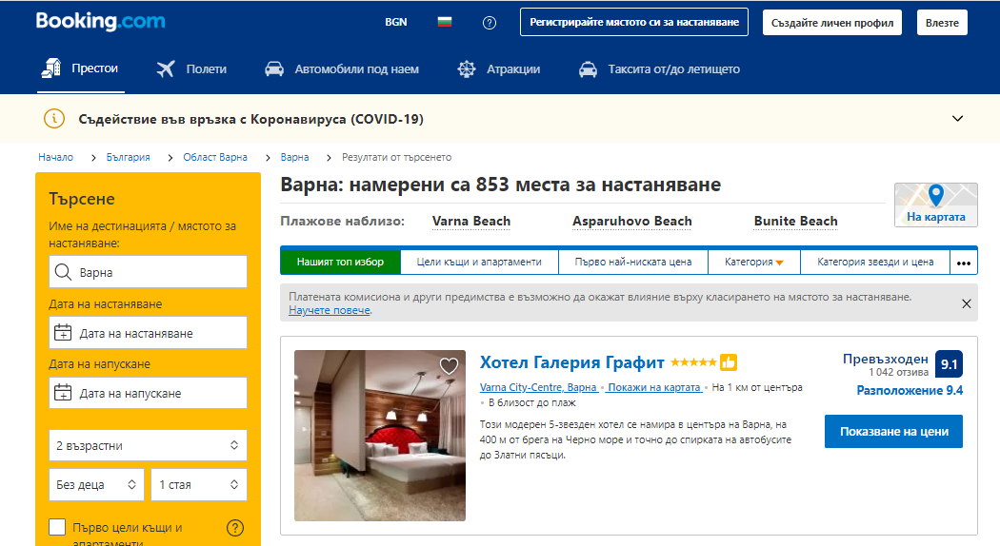 Booking.com
BGN
Регистрирайте мястото си за настаняване
Създайте личен профил
Влезте
Престои
Полети
Автомобили под наем
Атракции
Таксита от/до летището
Съдействие във връзка с Коронавируса (COVID-19)
Начало
България
Област Варна
Варна
Резултати от търсенето
Търсене
Име на дестинацията / мястото за
настаняване:
Варна
Дата на настаняване
Дата на настаняване
Дата на напускане
Дата на напускане
2 възрастни
Без деца
1 стая
Първо цели къщи и
апартаменти
Варна: намерени са 853 места за настаняване
Плажове наблизо:
Varna Beach
Asparuhovo Beach
Bunite Beach
На картата
Нашият топ избор
Цели къщи и апартаменти
Първо най-ниската цена
Категория
Категория звезди и цена
Платената комисиона и други предимства е възможно да окажат влияние върху класирането на мястото за настаняване.
Научете повече.
Хотел Галерия Графит
Varna City-Centre, Варна • Покажи на картата • На 1 км от центъра
• В близост до плаж
Този модерен 5-звезден хотел се намира в центъра на Варна, на
400 м от брега на Черно море и точно до спирката на автобусите
до Златни пясъци.
Превъзходен
1 042 отзива
9.1
Разположение 9.4
Показване на цени